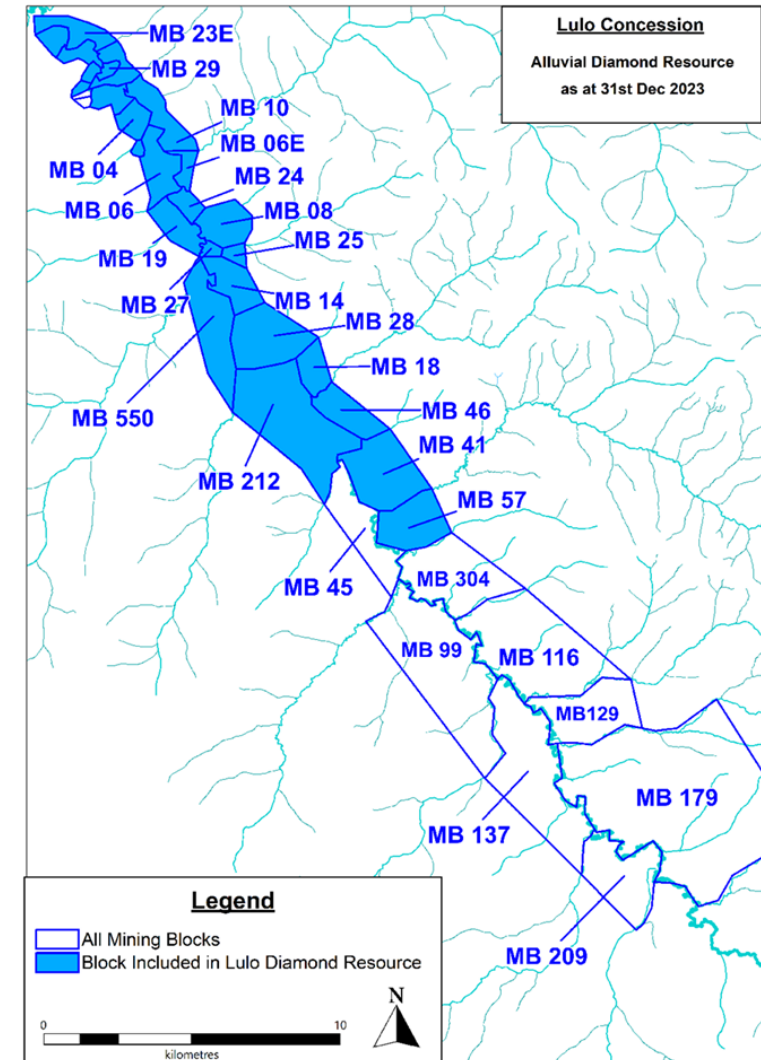 Lulo Concession
Alluvial Diamond Resource
as at 31st Dec 2023
MB 23E
MB 29
MB 10
MB 06E
MB 04
MB 24
MB 06
MB 08
MB 25
MB 19
MB 27
MB 14
MB 28
MB 18
MB 550
MB 46
MB 41
MB 212
MB 57
MB 45
MB 304
MB 99
MB 116
MB129
MB 179
MB 137
MB 209
Legend
All Mining Blocks
Block Included in Lulo Diamond Resource
N
0 10
kilometres